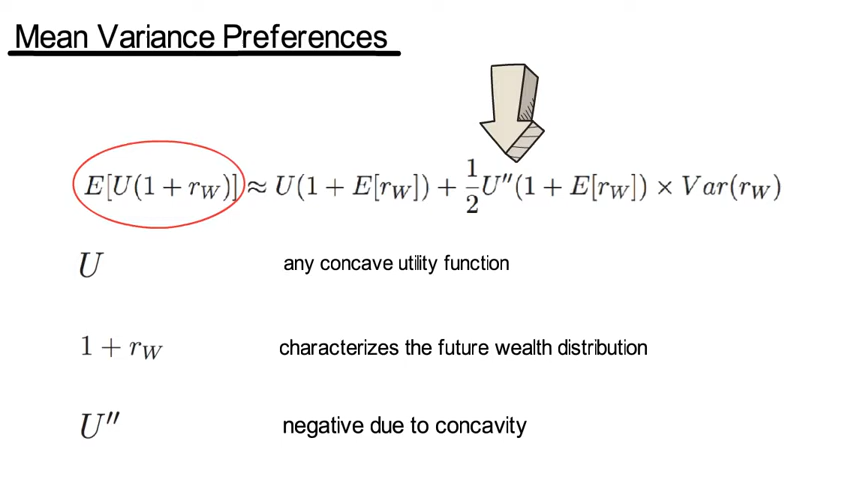 Mean Variance Preferences
E[U(1 + r_W)] ≈ U(1 + E[r_W]) + \frac{1}{2}U''(1 + E[r_W]) × Var(r_W)
U any concave utility function
1 + r_W characterizes the future wealth distribution
U'' negative due to concavity